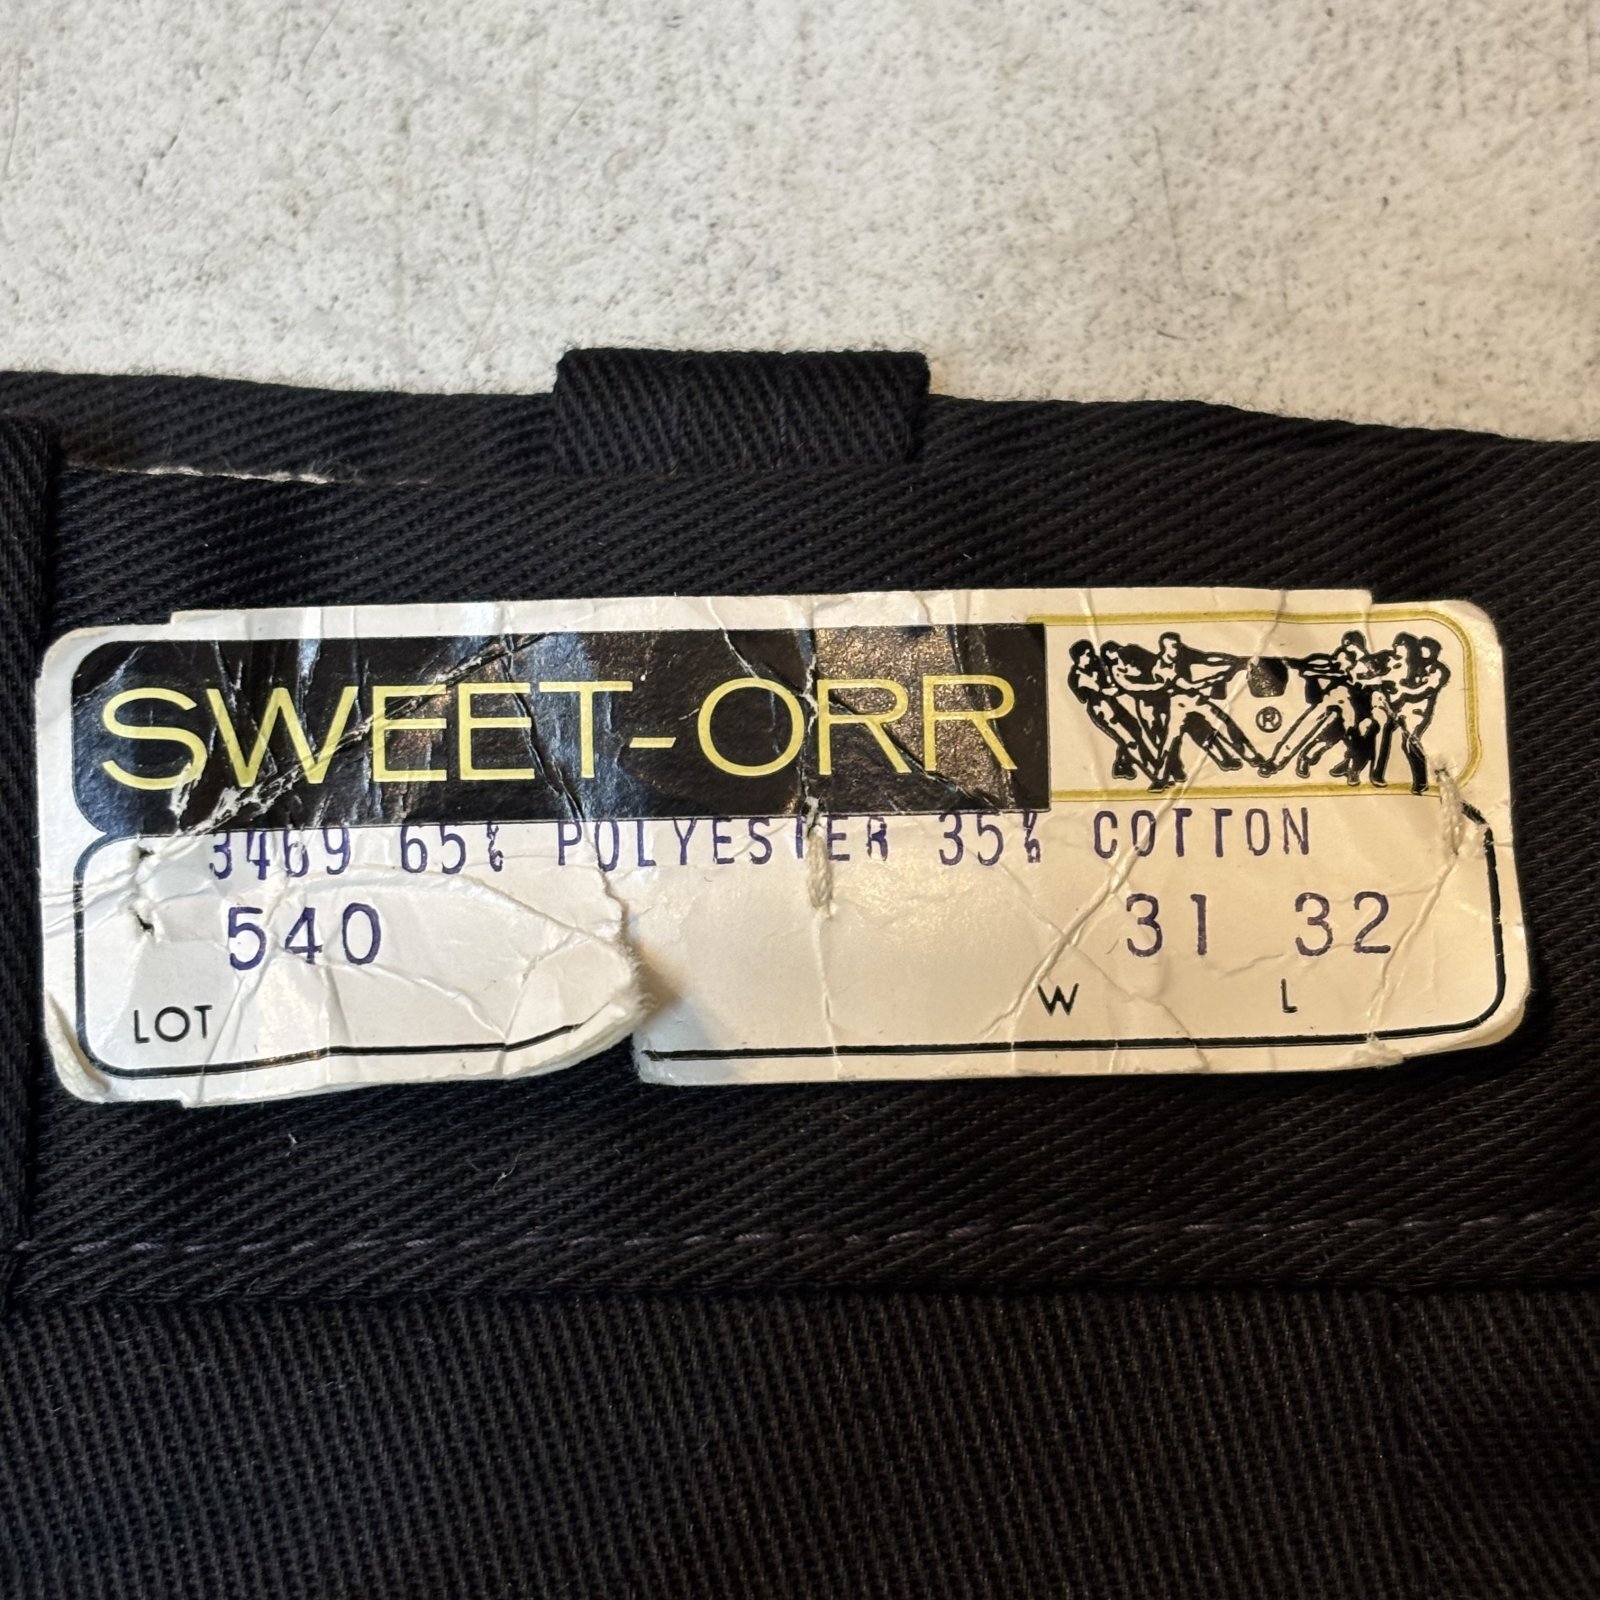 SWEET-ORR
®
3469 65% POLYESTER 35% COTTON
540 31 32
LOT W L